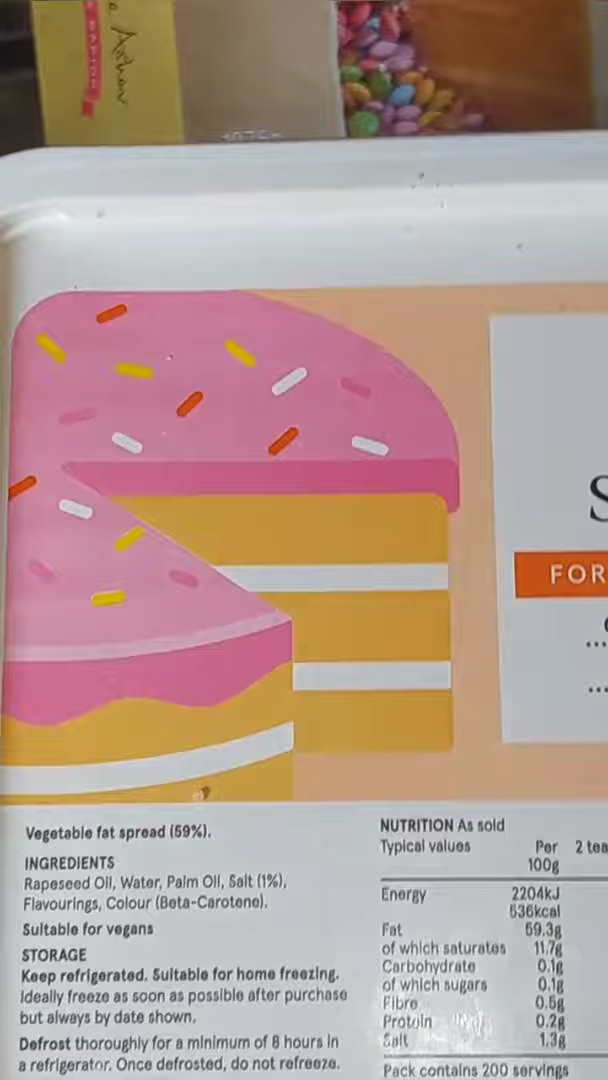 BAKING
S
FOR
Vegetable fat spread (59%).
INGREDIENTS
Rapeseed Oil, Water, Palm Oil, Salt (1%),
Flavourings, Colour (Beta-Carotene).
Suitable for vegans
STORAGE
Keep refrigerated. Suitable for home freezing.
Ideally freeze as soon as possible after purchase
but always by date shown.
Defrost thoroughly for a minimum of 8 hours in
a refrigerator. Once defrosted, do not refreeze.
NUTRITION As sold
Typical values Per 2 tea
100g
Energy 2204kJ
536kcal
Fat 59.3g
of which saturates 11.7g
Carbohydrate 0.1g
of which sugars 0.1g
Fibre 0.5g
Protein 0.2g
Salt 1.3g
Pack contains 200 servings